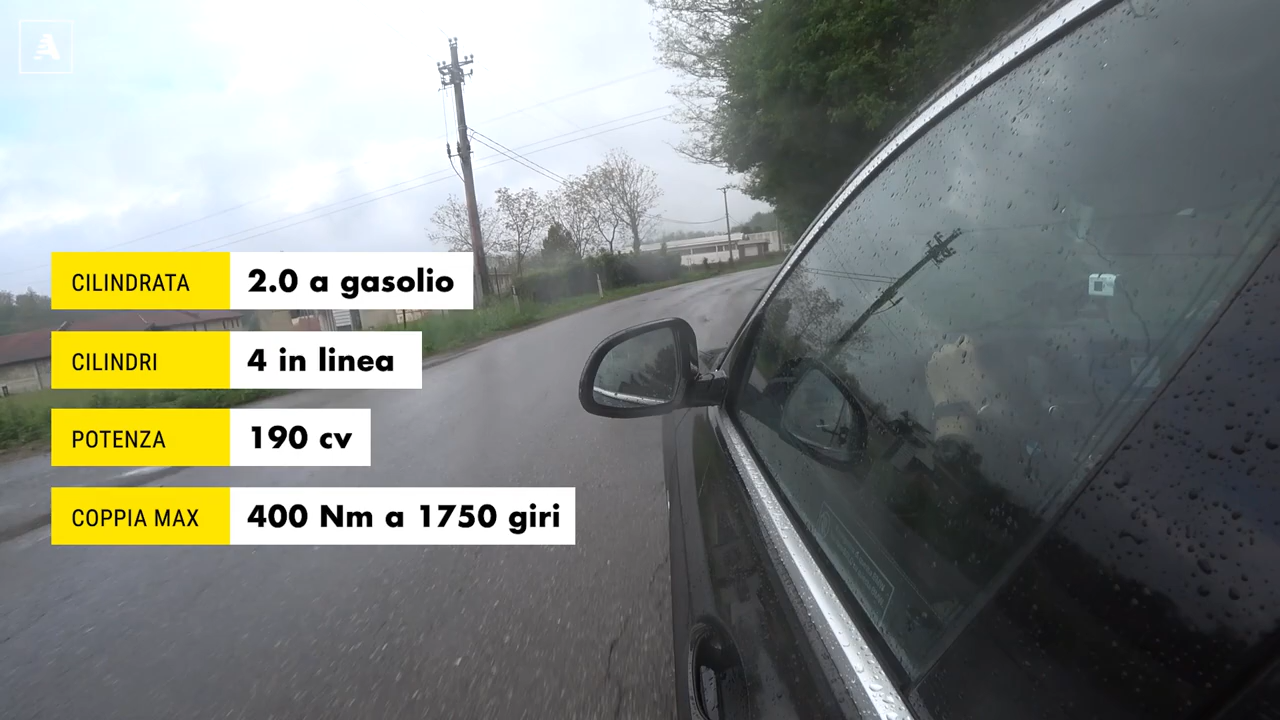 CILINDRATA 2.0 a gasolio
CILINDRI 4 in linea
POTENZA 190 cv
COPPIA MAX 400 Nm a 1750 giri